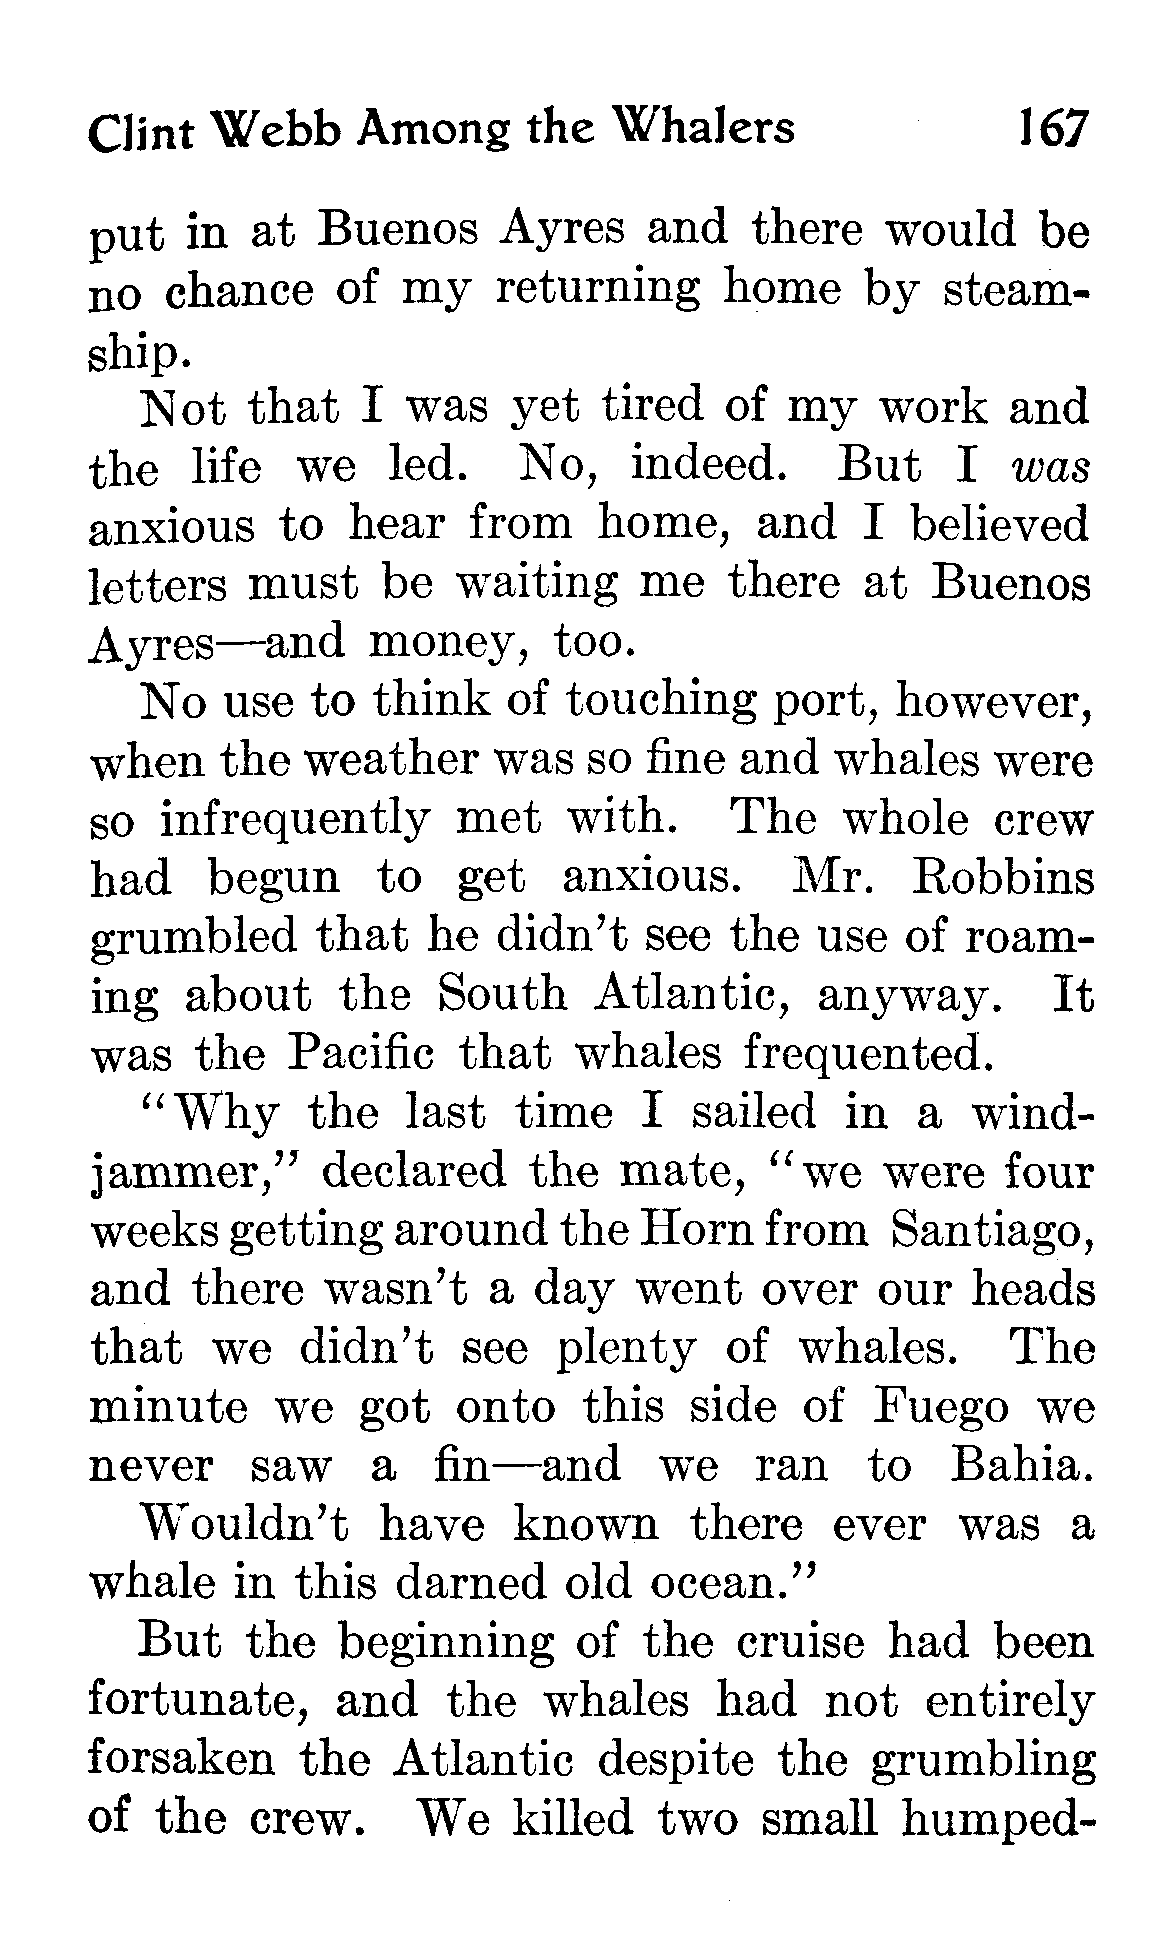 Clint Webb Among the Whalers 167
put in at Buenos Ayres and there would be
no chance of my returning home by steam-
ship.
Not that I was yet tired of my work and
the life we led. No, indeed. But I was
anxious to hear from home, and I believed
letters must be waiting me there at Buenos
Ayres—and money, too.
No use to think of touching port, however,
when the weather was so fine and whales were
so infrequently met with. The whole crew
had begun to get anxious. Mr. Robbins
grumbled that he didn't see the use of roam-
ing about the South Atlantic, anyway. It
was the Pacific that whales frequented.
"Why the last time I sailed in a wind-
jammer," declared the mate, "we were four
weeks getting around the Horn from Santiago,
and there wasn't a day went over our heads
that we didn't see plenty of whales. The
minute we got onto this side of Fuego we
never saw a fin—and we ran to Bahia.
Wouldn't have known there ever was a
whale in this darned old ocean."
But the beginning of the cruise had been
fortunate, and the whales had not entirely
forsaken the Atlantic despite the grumbling
of the crew. We killed two small humped-